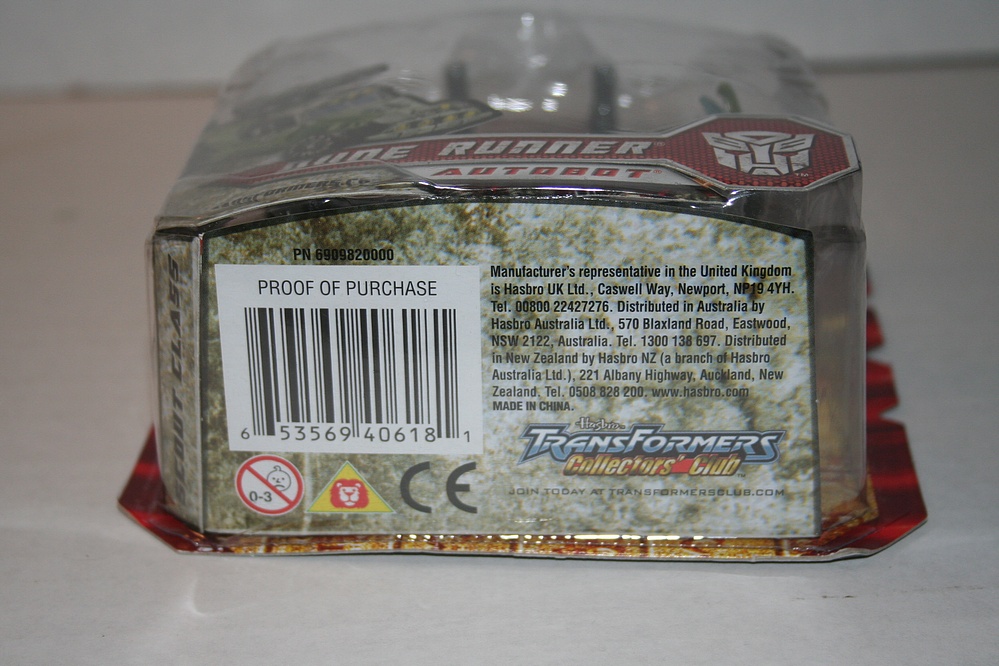 DUNE RUNNER
AUTOBOT®
SCOUT CLASS
PN 6909820000
PROOF OF PURCHASE
6 53569 40618 1
0-3
CE
Manufacturer's representative in the United Kingdom
is Hasbro UK Ltd., Caswell Way, Newport, NP19 4YH.
Tel. 00800 22427276. Distributed in Australia by
Hasbro Australia Ltd., 570 Blaxland Road, Eastwood,
NSW 2122, Australia. Tel. 1300 138 697. Distributed
in New Zealand by Hasbro NZ (a branch of Hasbro
Australia Ltd.), 221 Albany Highway, Auckland, New
Zealand. Tel. 0508 828 200. www.hasbro.com
MADE IN CHINA.
Hasbro
TRANSFORMERS
Collectors' Club™
JOIN TODAY AT TRANSFORMERSCLUB.COM